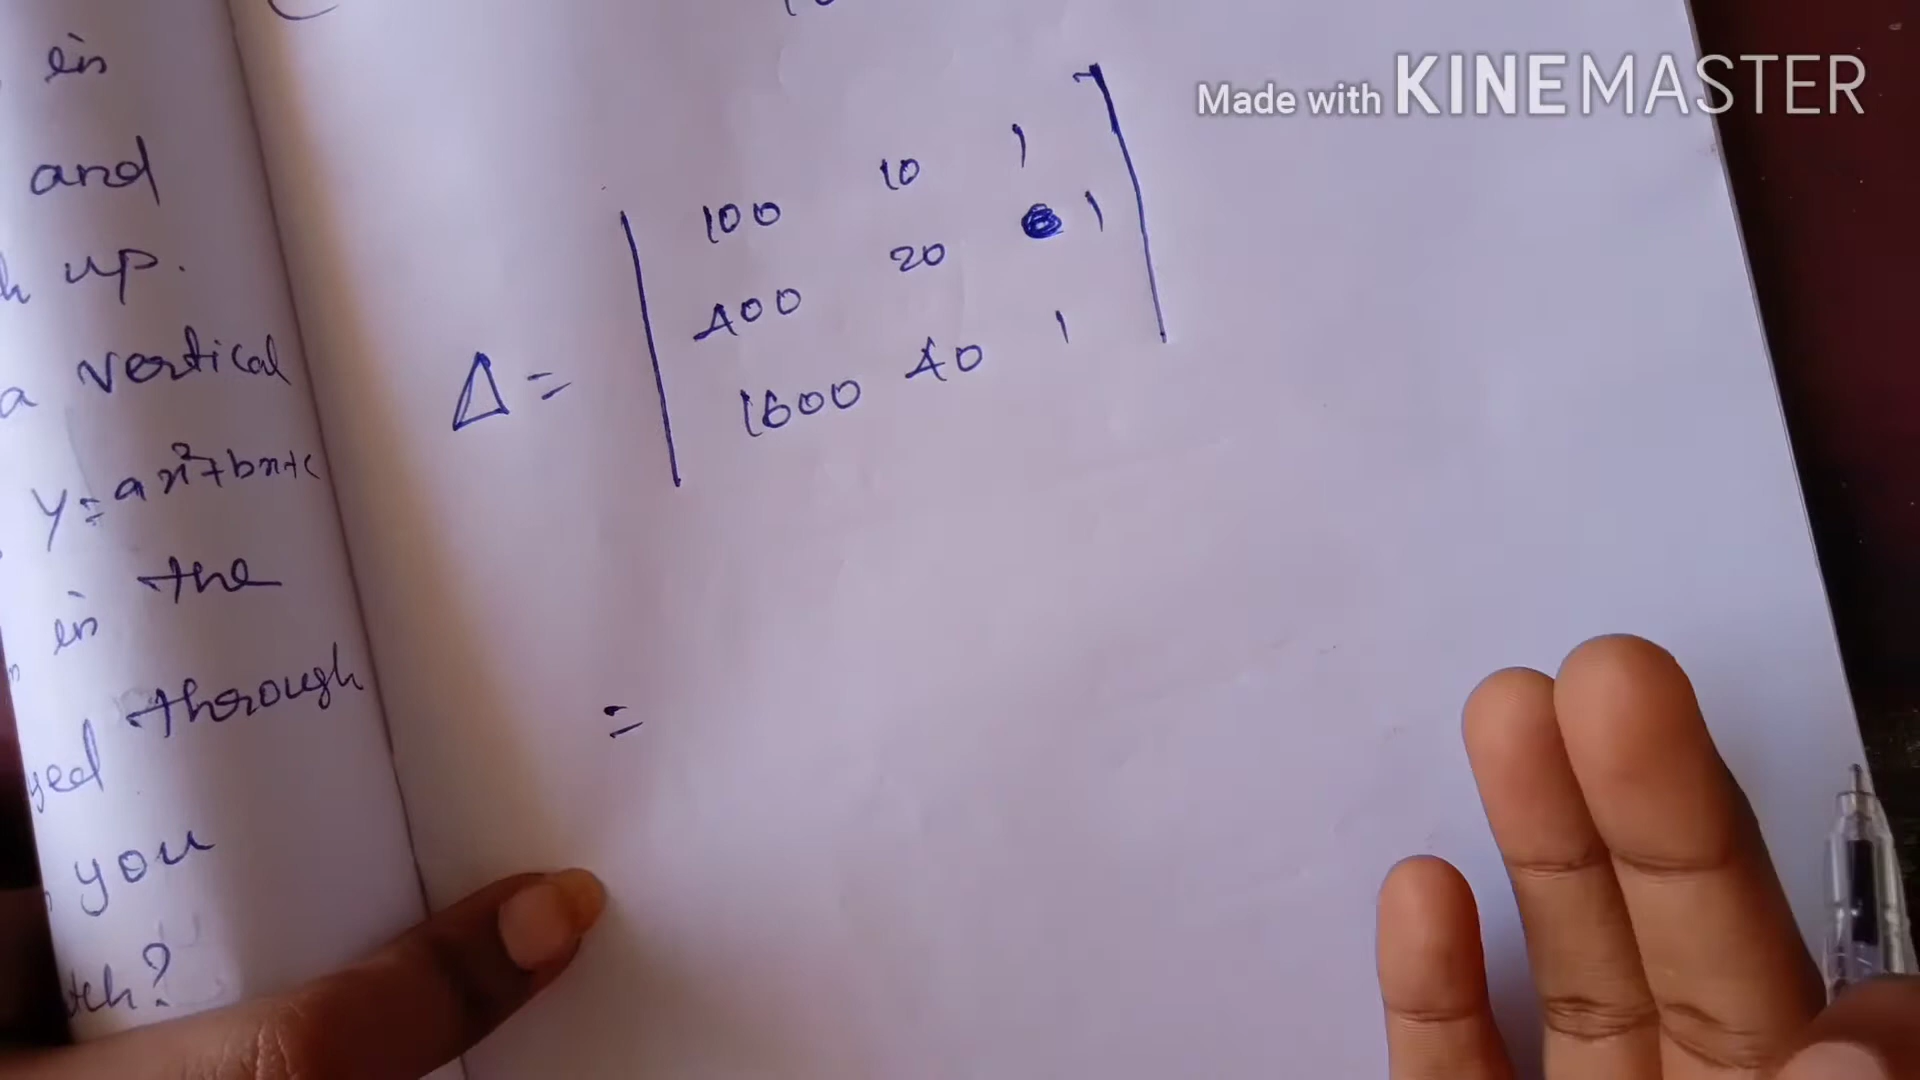 in
and
up.
a vertical
y=ax²+bx+c
in the
through
you
?
Made with KINEMASTER
100 10 1
400 20 1
Δ=
1600 40 1
=